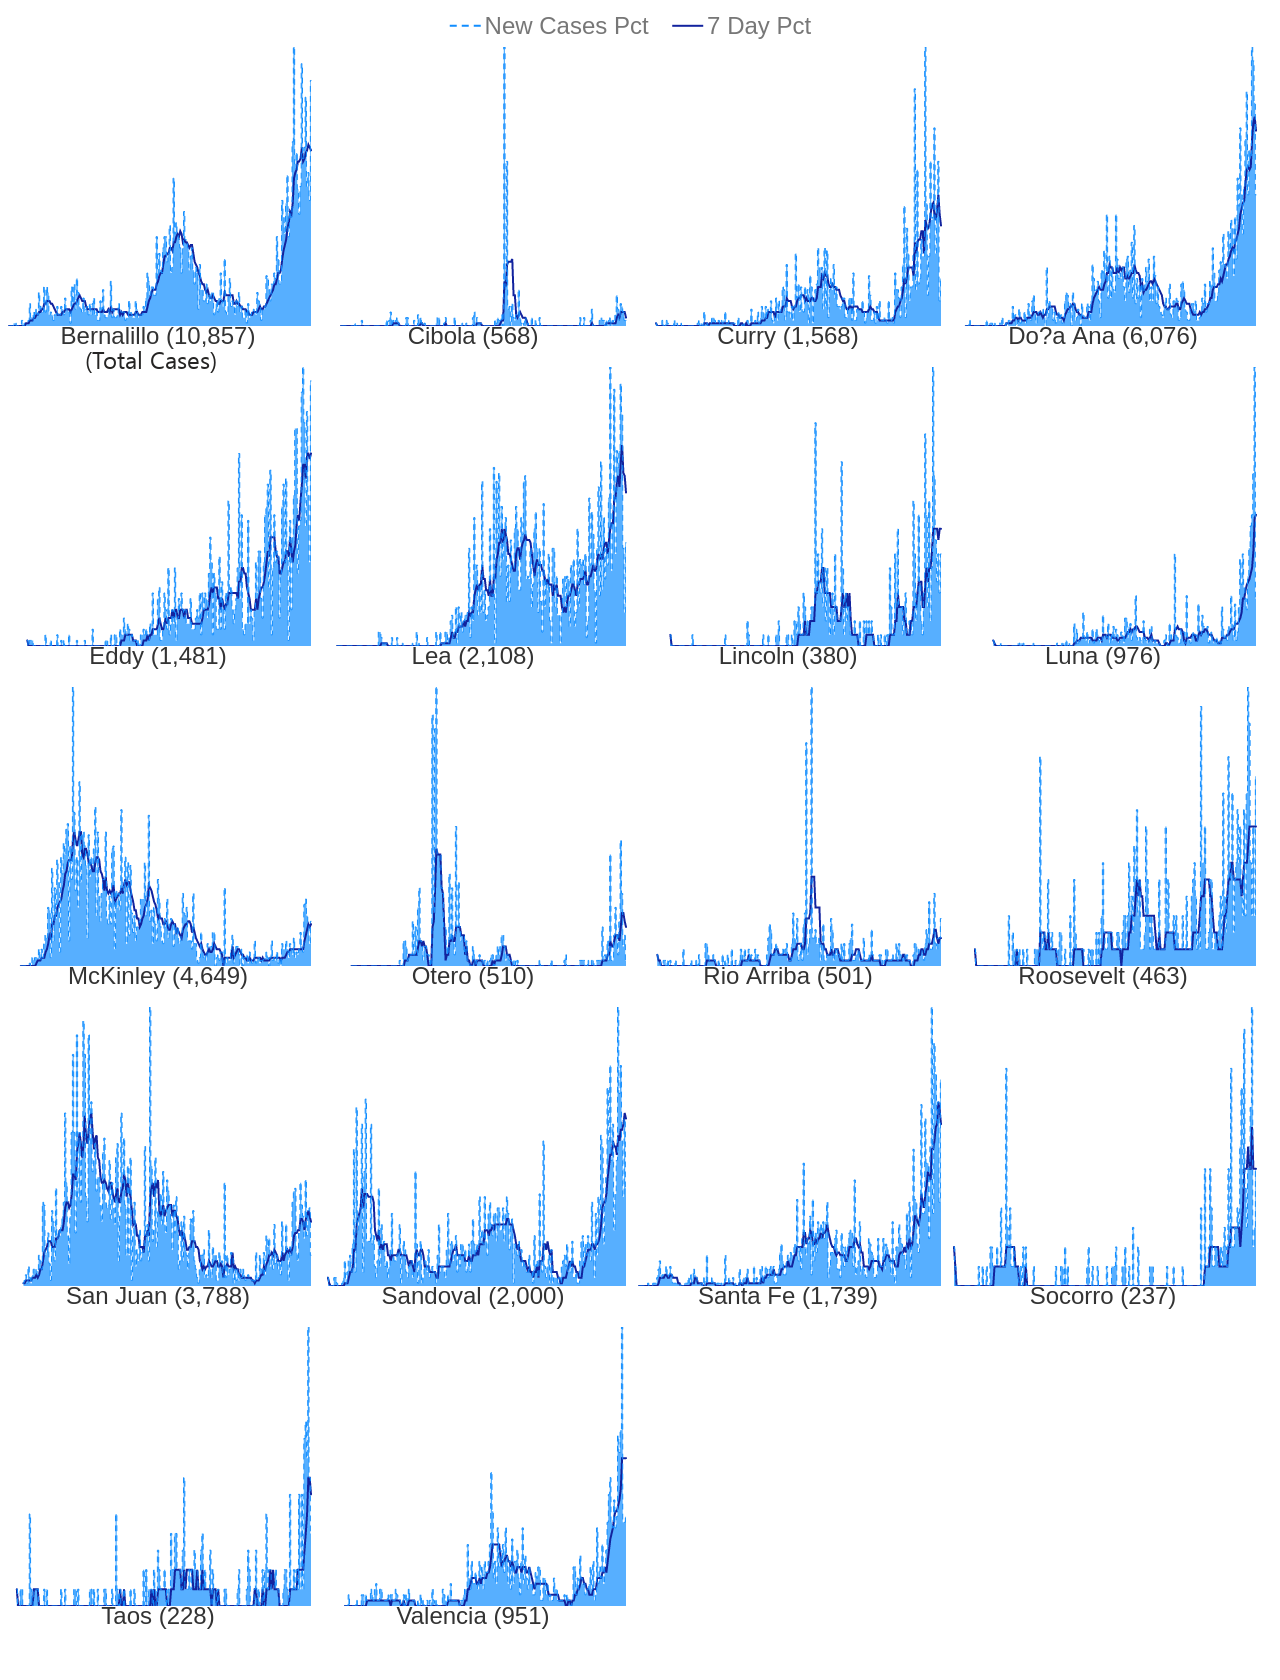 New Cases Pct 7 Day Pct
Bernalillo (10,857) Cibola (568) Curry (1,568) Do?a Ana (6,076)
(Total Cases)
Eddy (1,481) Lea (2,108) Lincoln (380) Luna (976)
McKinley (4,649) Otero (510) Rio Arriba (501) Roosevelt (463)
San Juan (3,788) Sandoval (2,000) Santa Fe (1,739) Socorro (237)
Taos (228) Valencia (951)